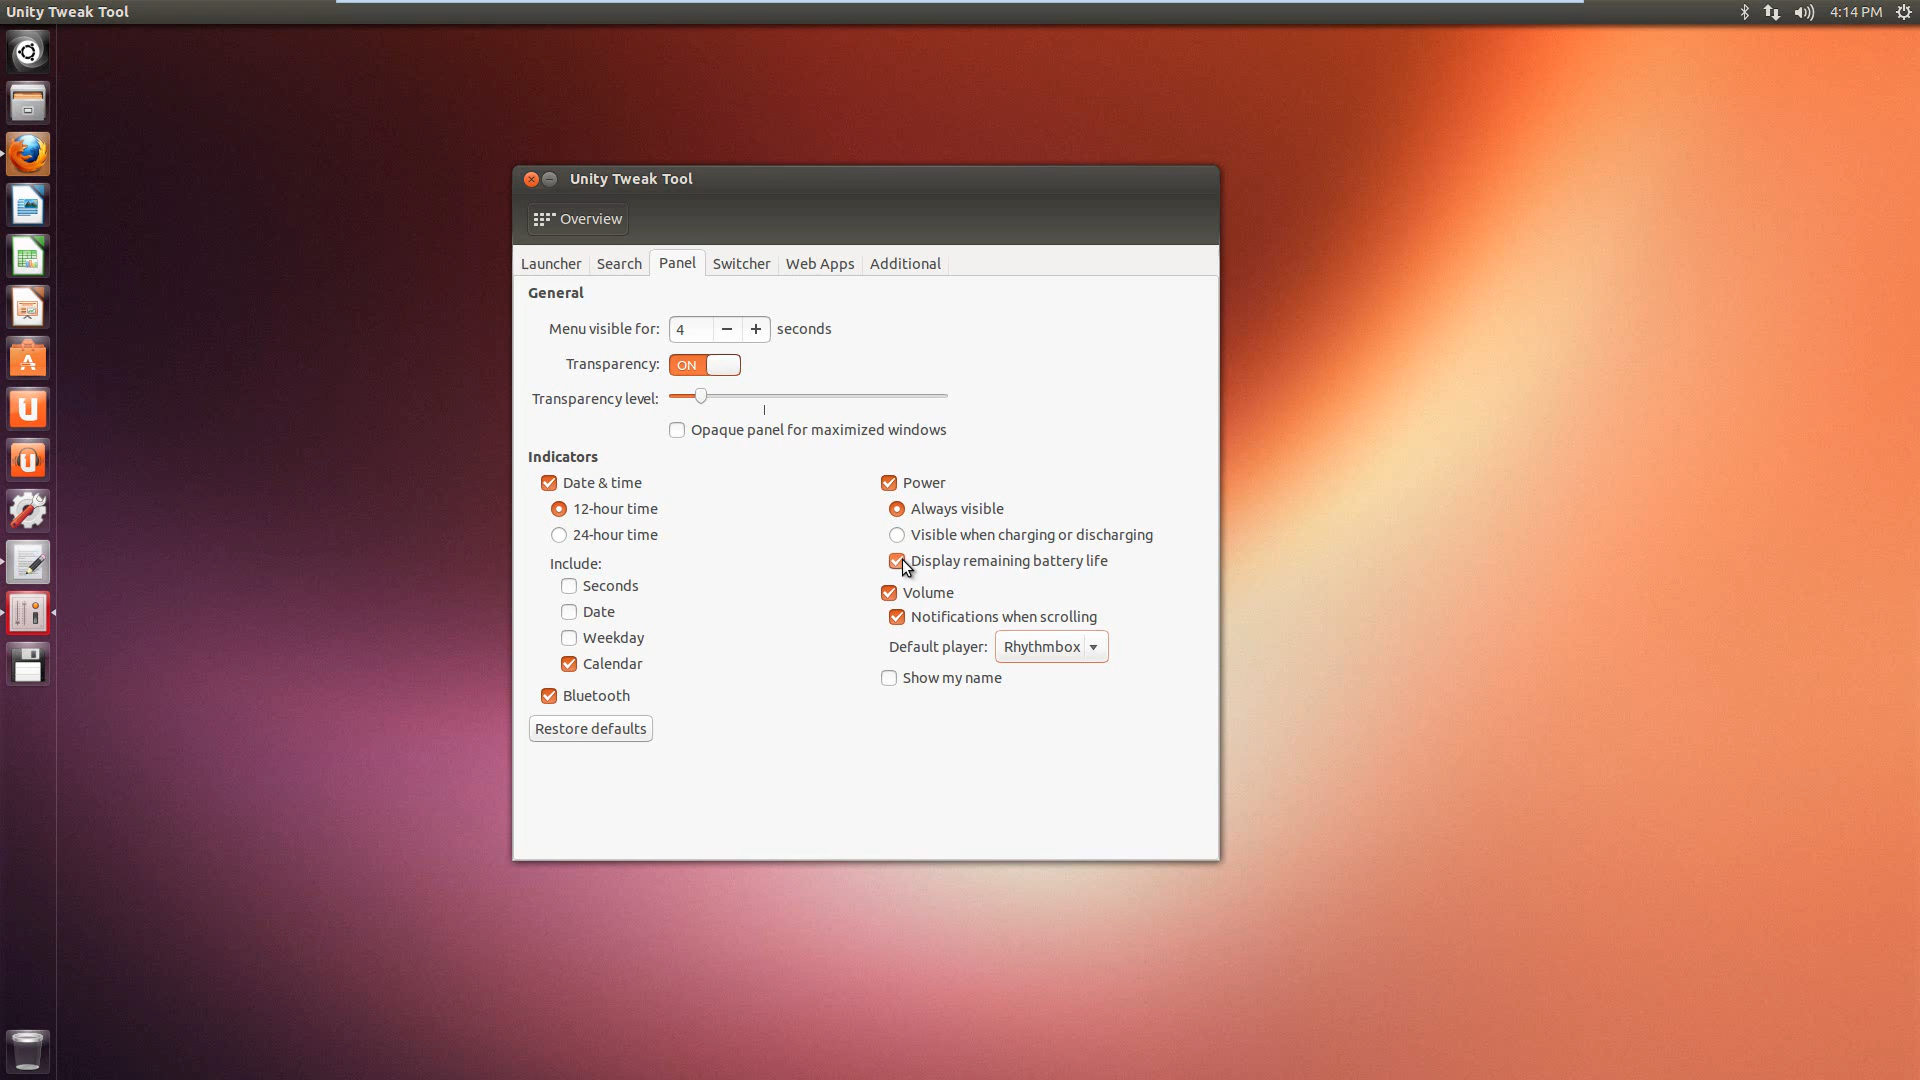 Unity Tweak Tool
4:14 PM
Unity Tweak Tool
Overview
Launcher Search Panel Switcher Web Apps Additional
General
Menu visible for: 4 − + seconds
Transparency: ON
Transparency level:
Opaque panel for maximized windows
Indicators
Date & time
12-hour time
24-hour time
Include:
Seconds
Date
Weekday
Calendar
Bluetooth
Restore defaults
Power
Always visible
Visible when charging or discharging
Display remaining battery life
Volume
Notifications when scrolling
Default player: Rhythmbox
Show my name